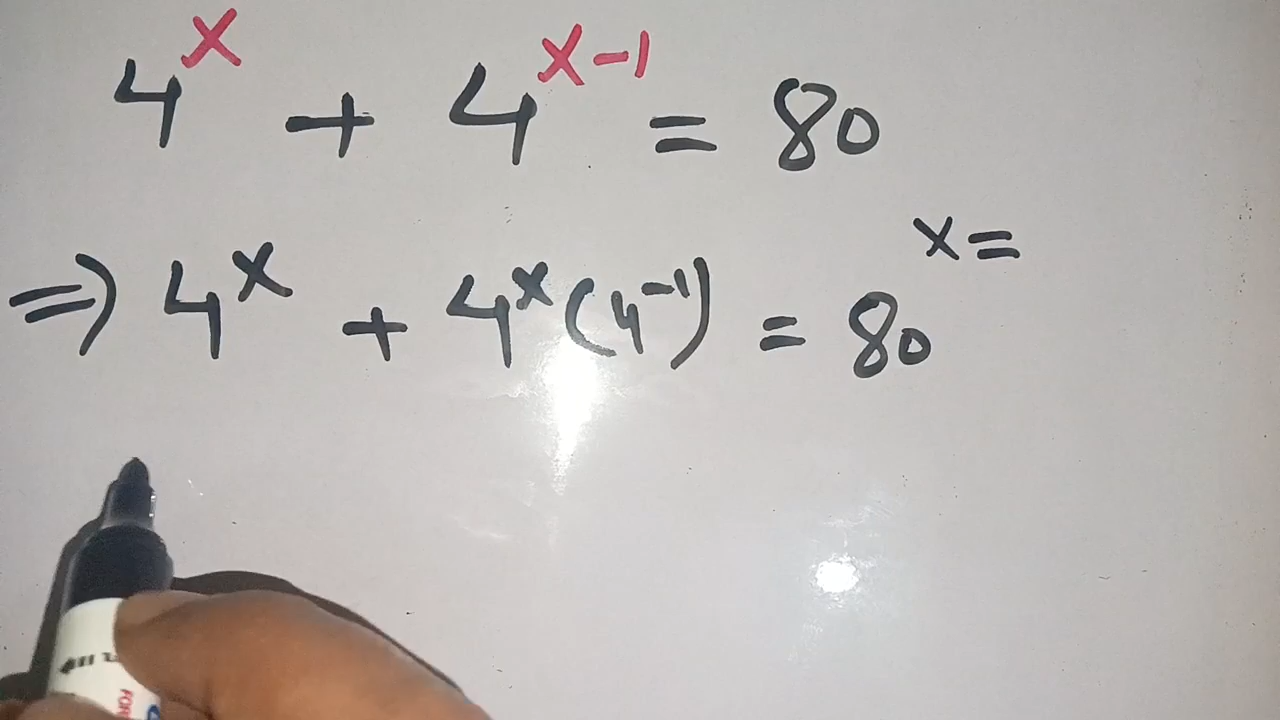 4^x + 4^(x-1) = 80
x =
⇒ 4^x + 4^x (4^-1) = 80